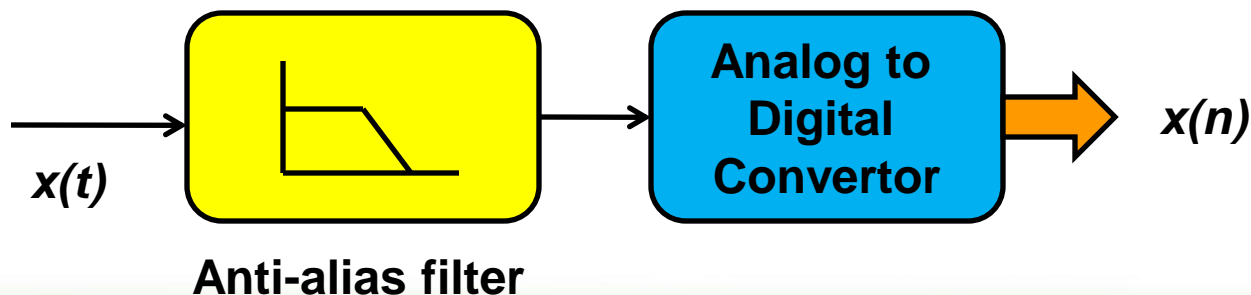 x(t)
Anti-alias filter
Analog to
Digital
Convertor
x(n)